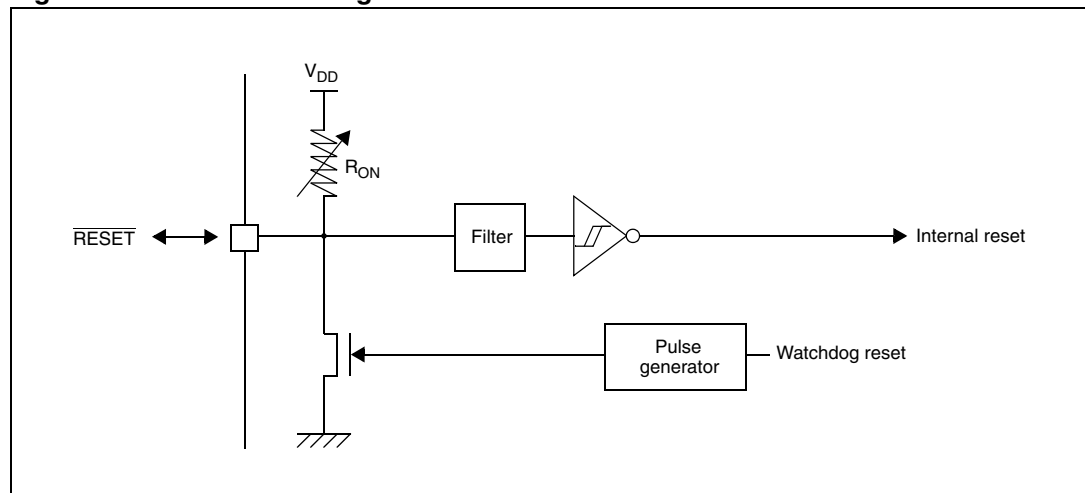 V_DD
R_ON
RESET
Filter
Internal reset
Pulse
generator
Watchdog reset